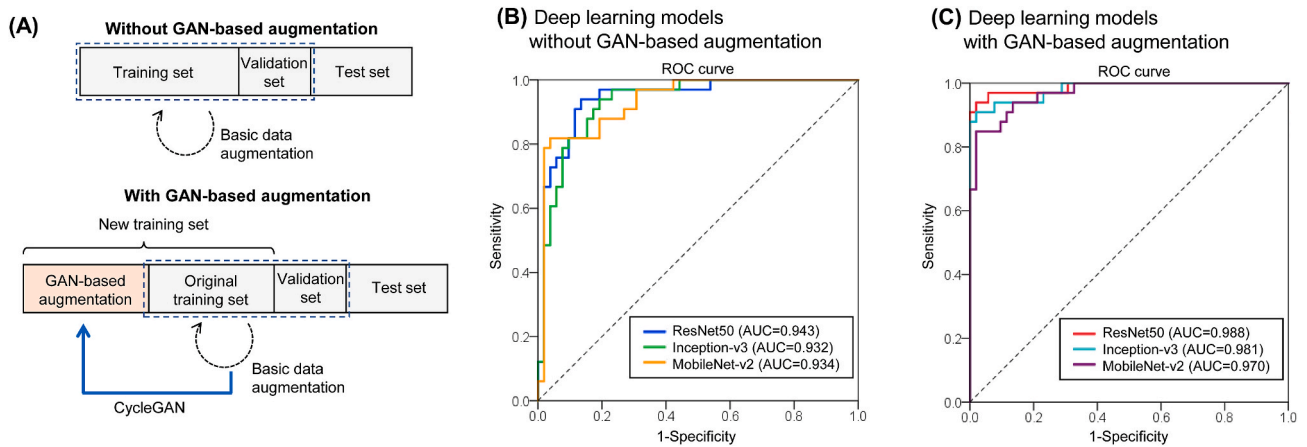 (A)
Without GAN-based augmentation
Training set
Validation
set
Test set
Basic data
augmentation
With GAN-based augmentation
New training set
GAN-based
augmentation
Original
training set
Validation
set
Test set
Basic data
augmentation
CycleGAN
(B) Deep learning models
without GAN-based augmentation
ROC curve
1.0
0.8
0.6
0.4
0.2
0.0
Sensitivity
ResNet50 (AUC=0.943)
Inception-v3 (AUC=0.932)
MobileNet-v2 (AUC=0.934)
0.0 0.2 0.4 0.6 0.8 1.0
1-Specificity
(C) Deep learning models
with GAN-based augmentation
ROC curve
1.0
0.8
0.6
0.4
0.2
0.0
Sensitivity
ResNet50 (AUC=0.988)
Inception-v3 (AUC=0.981)
MobileNet-v2 (AUC=0.970)
0.0 0.2 0.4 0.6 0.8 1.0
1-Specificity